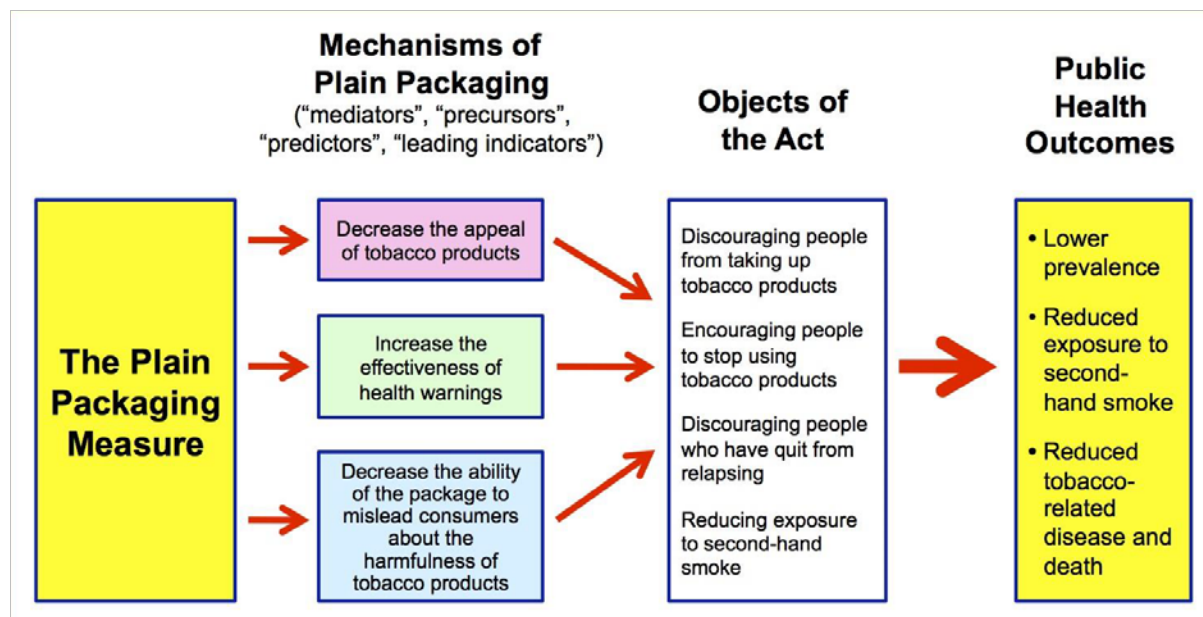 Mechanisms of
Plain Packaging
(“mediators”, “precursors”,
“predictors”, “leading indicators”)
Objects of
the Act
Public
Health
Outcomes
The Plain
Packaging
Measure
Decrease the appeal
of tobacco products
Increase the
effectiveness of
health warnings
Decrease the ability
of the package to
mislead consumers
about the
harmfulness of
tobacco products
Discouraging people
from taking up
tobacco products
Encouraging people
to stop using
tobacco products
Discouraging people
who have quit from
relapsing
Reducing exposure
to second-hand
smoke
• Lower
prevalence
• Reduced
exposure to
second-
hand smoke
• Reduced
tobacco-
related
disease and
death